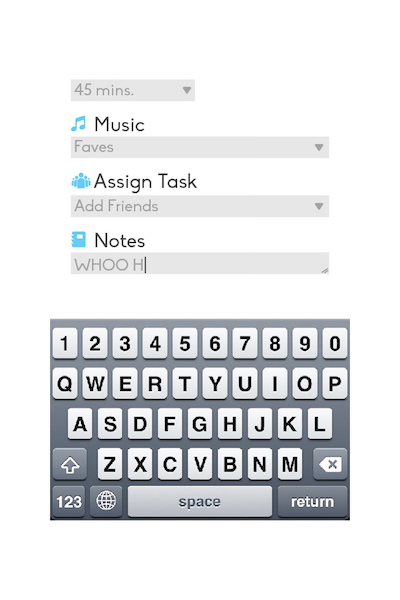 45 mins.
Music
Faves
Assign Task
Add Friends
Notes
WHOO H
1 2 3 4 5 6 7 8 9 0
Q W E R T Y U I O P
A S D F G H J K L
Z X C V B N M
123 space return